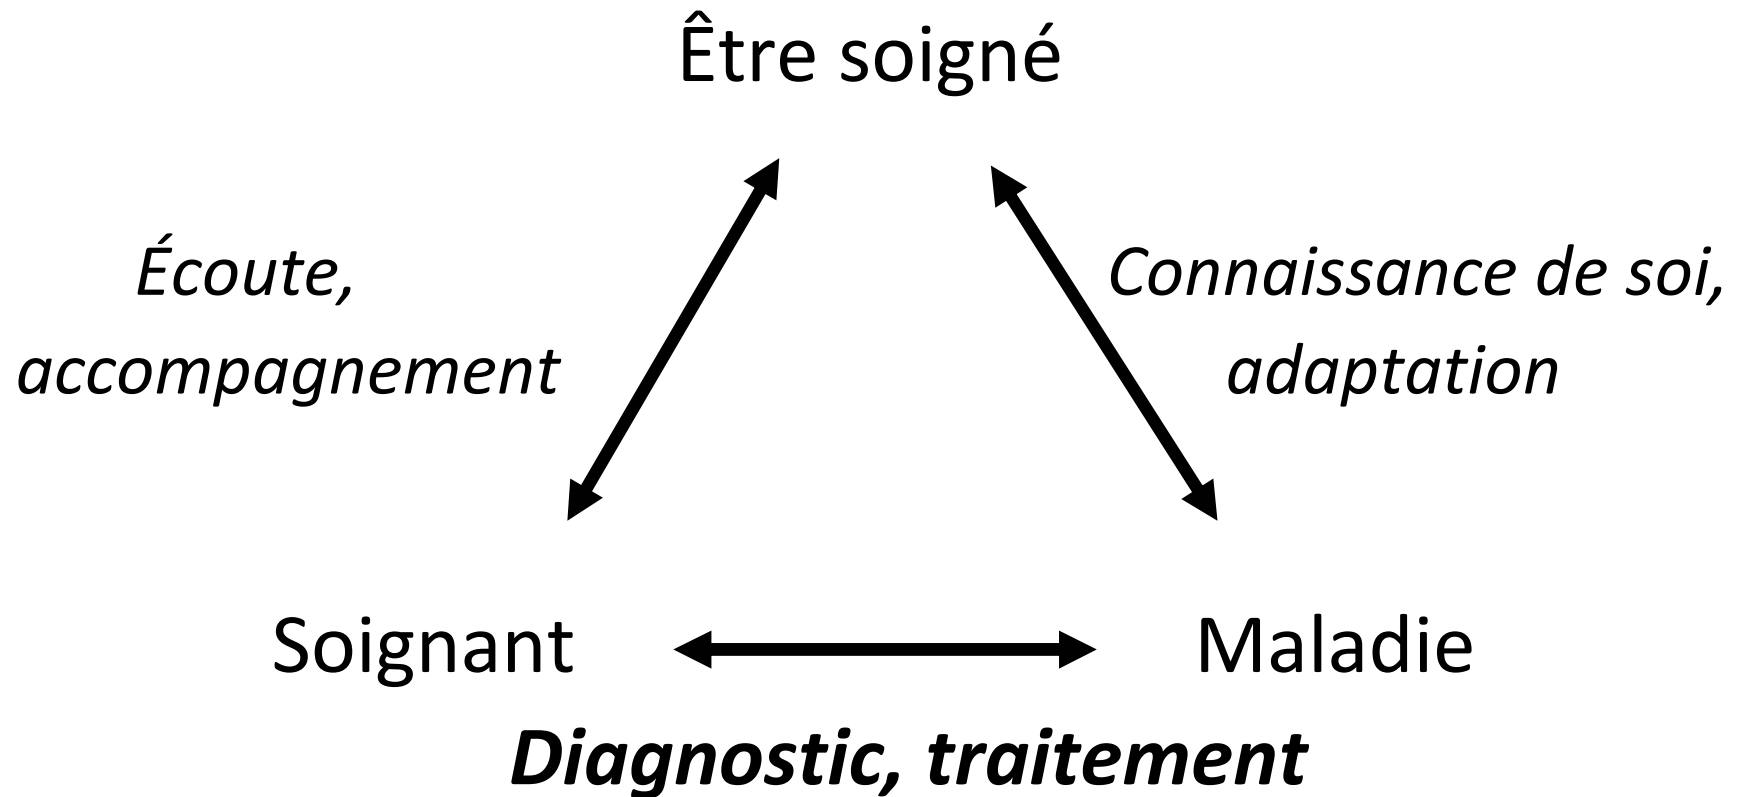 Être soigné
Écoute,
accompagnement
Connaissance de soi,
adaptation
Soignant
Maladie
Diagnostic, traitement